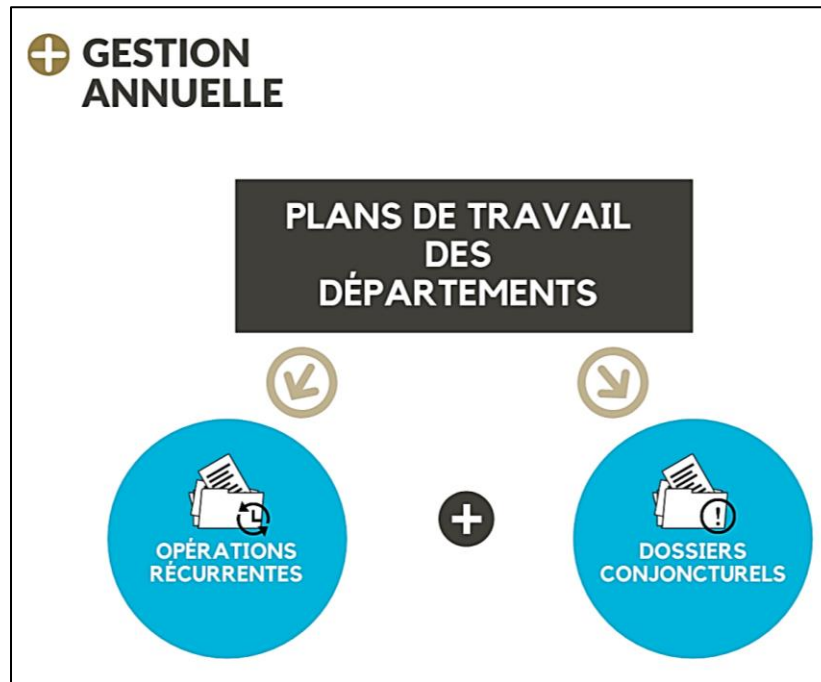 GESTION
ANNUELLE
PLANS DE TRAVAIL
DES
DÉPARTEMENTS
OPÉRATIONS
RÉCURRENTES
DOSSIERS
CONJONCTURELS